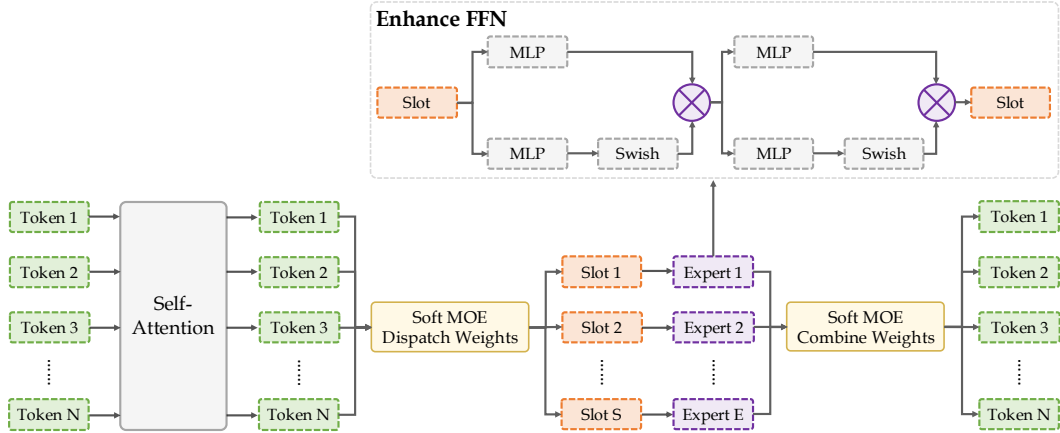 Enhance FFN
MLP
MLP
Slot
Slot
MLP
Swish
MLP
Swish
Token 1
Token 1
Token 1
Token 2
Token 2
Slot 1
Expert 1
Token 2
Self-
Attention
Token 3
Token 3
Soft MOE
Dispatch Weights
Slot 2
Expert 2
Soft MOE
Combine Weights
Token 3
Token N
Token N
Slot S
Expert E
Token N